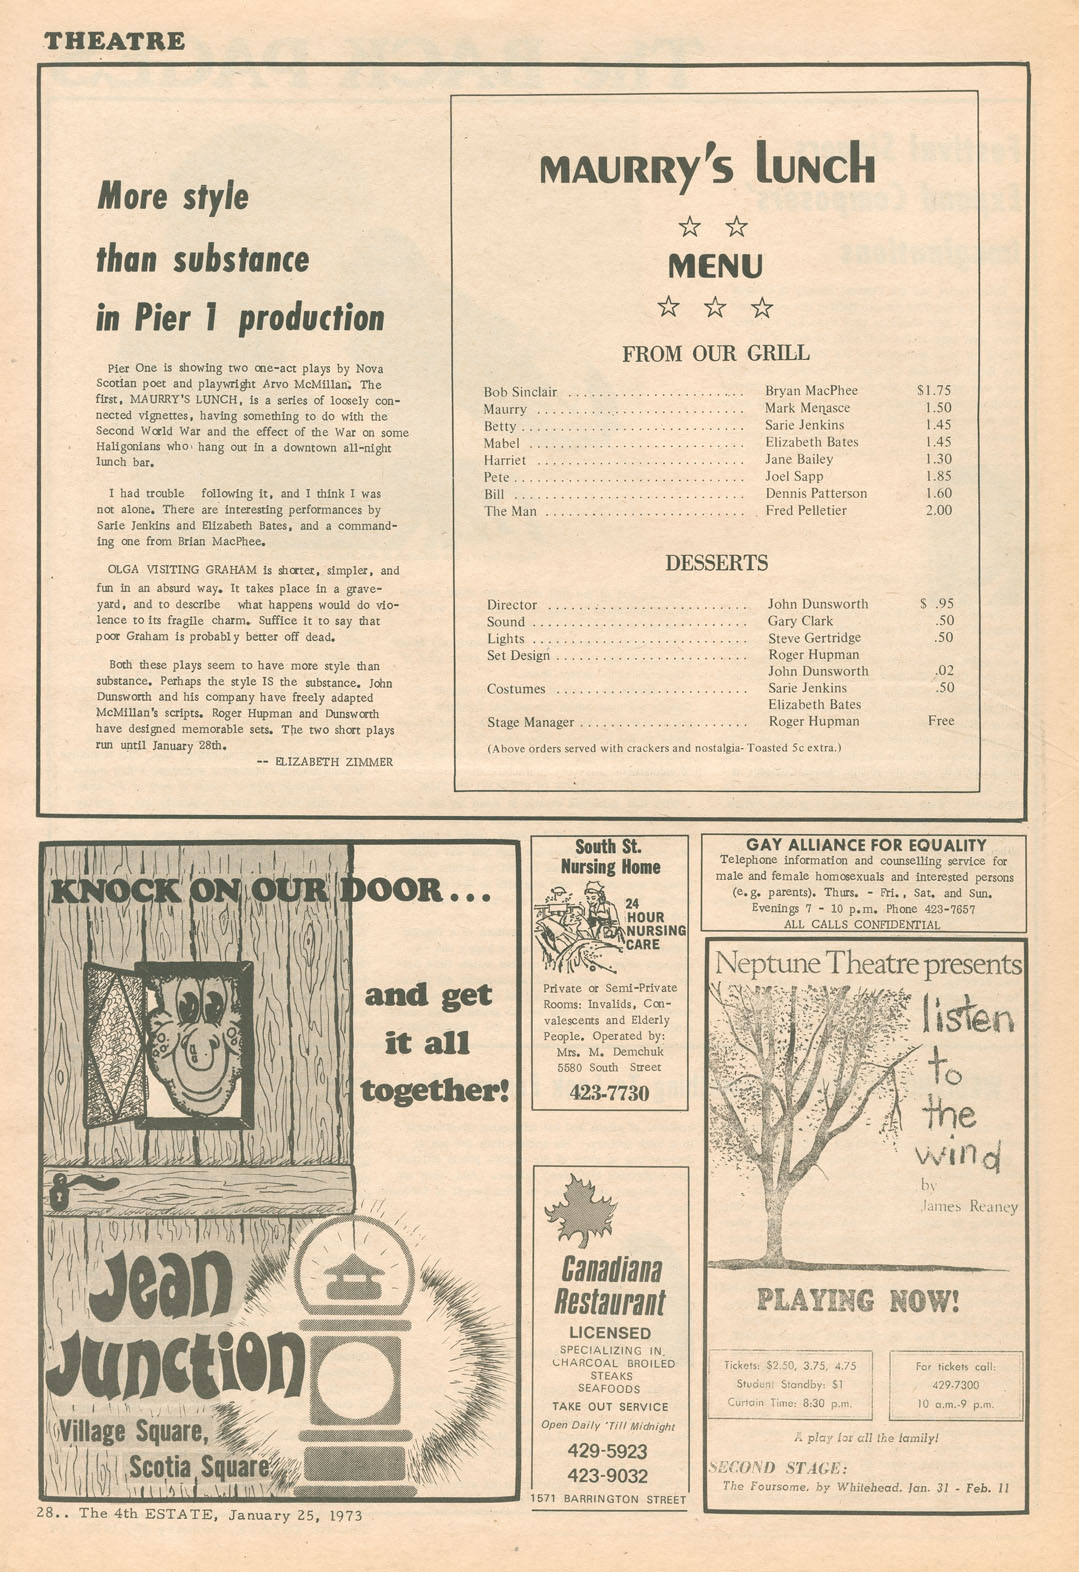 THEATRE
More style
than substance
in Pier 1 production
Pier One is showing two one-act plays by Nova
Scotian poet and playwright Arvo McMillan. The
first, MAURRY'S LUNCH, is a series of loosely con-
nected vignettes, having something to do with the
Second World War and the effect of the War on some
Haligonians who hang out in a downtown all-night
lunch bar.
I had trouble following it, and I think I was
not alone. There are interesting performances by
Sarie Jenkins and Elizabeth Bates, and a command-
ing one from Brian MacPhee.
OLGA VISITING GRAHAM is shorter, simpler, and
fun in an absurd way. It takes place in a grave-
yard, and to describe what happens would do vio-
lence to its fragile charm. Suffice it to say that
poor Graham is probably better off dead.
Both these plays seem to have more style than
substance. Perhaps the style IS the substance. John
Dunsworth and his company have freely adapted
McMillan's scripts. Roger Hupman and Dunsworth
have designed memorable sets. The two short plays
run until January 28th.
-- ELIZABETH ZIMMER
MAURRY'S LUNCH
☆ ☆
MENU
☆ ☆ ☆
FROM OUR GRILL
Bob Sinclair ........................ Bryan MacPhee $1.75
Maurry ............................ Mark Menasce 1.50
Betty .............................. Sarie Jenkins 1.45
Mabel ............................. Elizabeth Bates 1.45
Harriet ............................ Jane Bailey 1.30
Pete ............................... Joel Sapp 1.85
Bill ............................... Dennis Patterson 1.60
The Man .......................... Fred Pelletier 2.00
DESSERTS
Director .......................... John Dunsworth $ .95
Sound ............................ Gary Clark .50
Lights ............................ Steve Gertridge .50
Set Design ........................ Roger Hupman
John Dunsworth .02
Costumes ......................... Sarie Jenkins .50
Elizabeth Bates
Stage Manager ..................... Roger Hupman Free
(Above orders served with crackers and nostalgia- Toasted 5c extra.)
KNOCK ON OUR DOOR...
and get
it all
together!
Jean
Junction
Village Square,
Scotia Square
South St.
Nursing Home
24
HOUR
NURSING
CARE
Private or Semi-Private
Rooms: Invalids, Con-
valescents and Elderly
People. Operated by:
Mrs. M. Demchuk
5580 South Street
423-7730
Canadiana
Restaurant
LICENSED
SPECIALIZING IN
CHARCOAL BROILED
STEAKS
SEAFOODS
TAKE OUT SERVICE
Open Daily 'Till Midnight
429-5923
423-9032
1571 BARRINGTON STREET
GAY ALLIANCE FOR EQUALITY
Telephone information and counselling service for
male and female homosexuals and interested persons
(e.g. parents). Thurs. - Fri., Sat. and Sun.
Evenings 7 - 10 p.m. Phone 423-7657
ALL CALLS CONFIDENTIAL
Neptune Theatre presents
listen
to
the
wind
by
James Reaney
PLAYING NOW!
Tickets: $2.50, 3.75, 4.75
Student Standby: $1
Curtain Time: 8:30 p.m.
For tickets call:
429-7300
10 a.m.-9 p.m.
A play for all the family!
SECOND STAGE:
The Foursome, by Whitehead. Jan. 31 - Feb. 11
28.. The 4th ESTATE, January 25, 1973